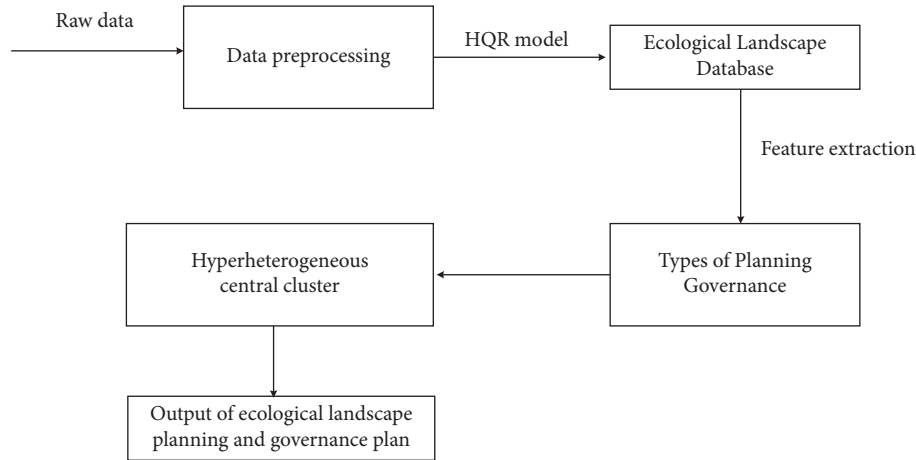 Raw data
Data preprocessing
HQR model
Ecological Landscape
Database
Feature extraction
Hyperheterogeneous
central cluster
Types of Planning
Governance
Output of ecological landscape
planning and governance plan